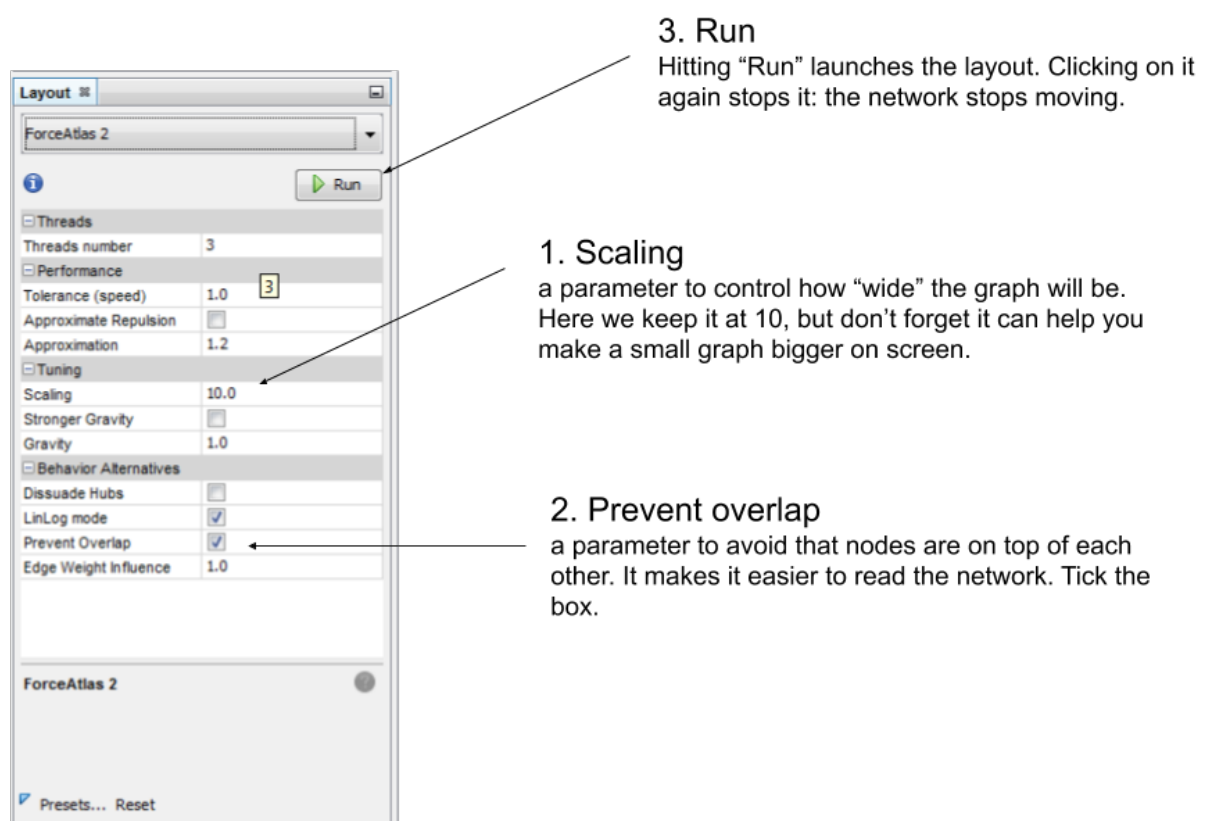 3. Run
Hitting “Run” launches the layout. Clicking on it
again stops it: the network stops moving.
Layout
ForceAtlas 2
Run
Threads
Threads number 3
Performance
Tolerance (speed) 1.0
3
Approximate Repulsion
Approximation 1.2
Tuning
Scaling 10.0
Stronger Gravity
Gravity 1.0
Behavior Alternatives
Dissuade Hubs
LinLog mode
Prevent Overlap
Edge Weight Influence 1.0
ForceAtlas 2
Presets... Reset
1. Scaling
a parameter to control how “wide” the graph will be.
Here we keep it at 10, but don’t forget it can help you
make a small graph bigger on screen.
2. Prevent overlap
a parameter to avoid that nodes are on top of each
other. It makes it easier to read the network. Tick the
box.